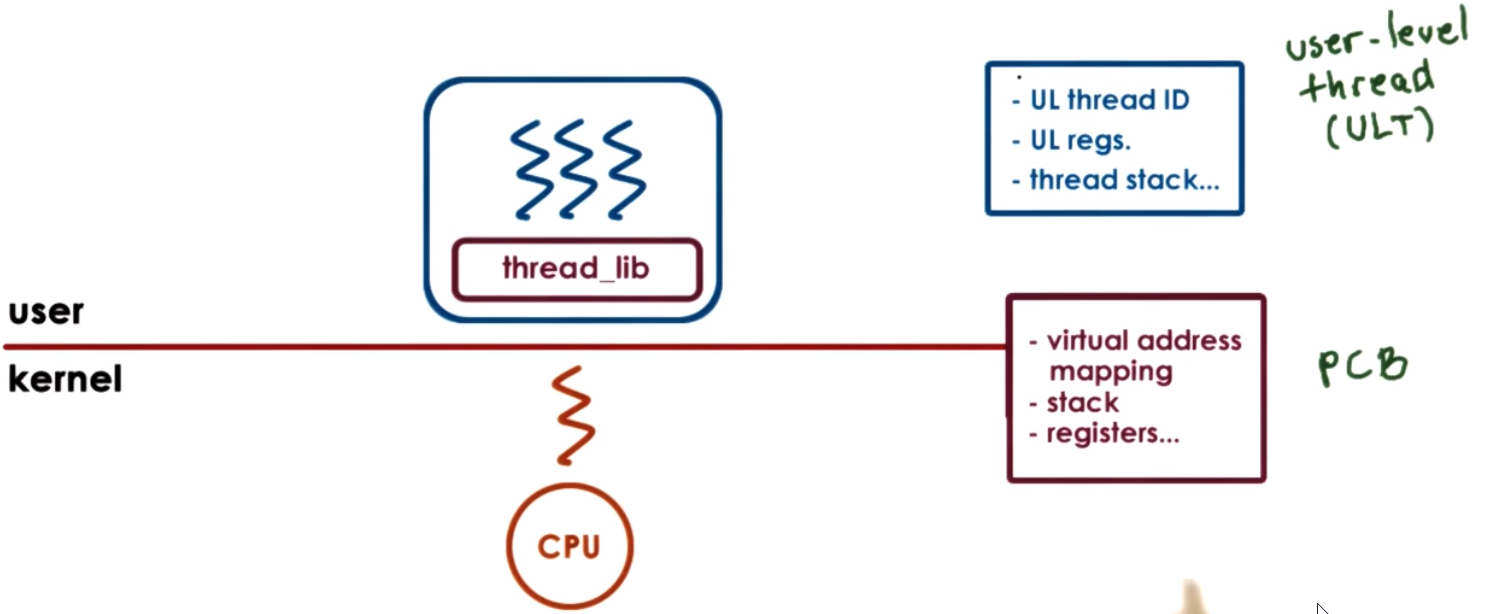 user-level
thread
(ULT)
- UL thread ID
- UL regs.
- thread stack...
thread_lib
user
kernel
- virtual address
mapping
- stack
- registers...
PCB
CPU